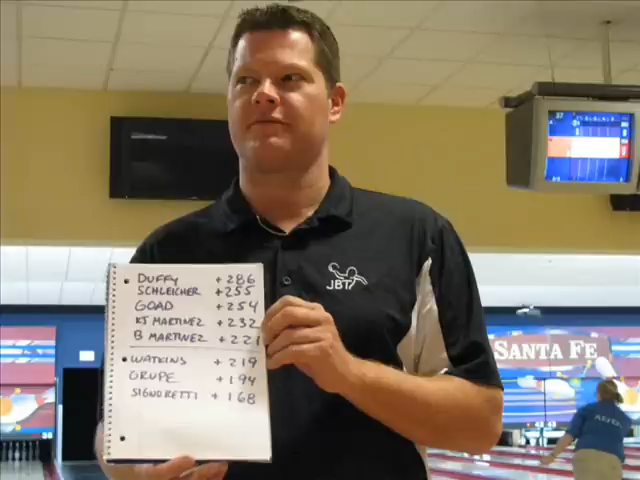 DUFFY +286
SCHLEICHER +255
GOAD +254
KJ MARTINEZ +232
B MARTINEZ +221
WATKINS +219
GRUPE +194
SIGNORETTI +168
JBT
SANTA FE